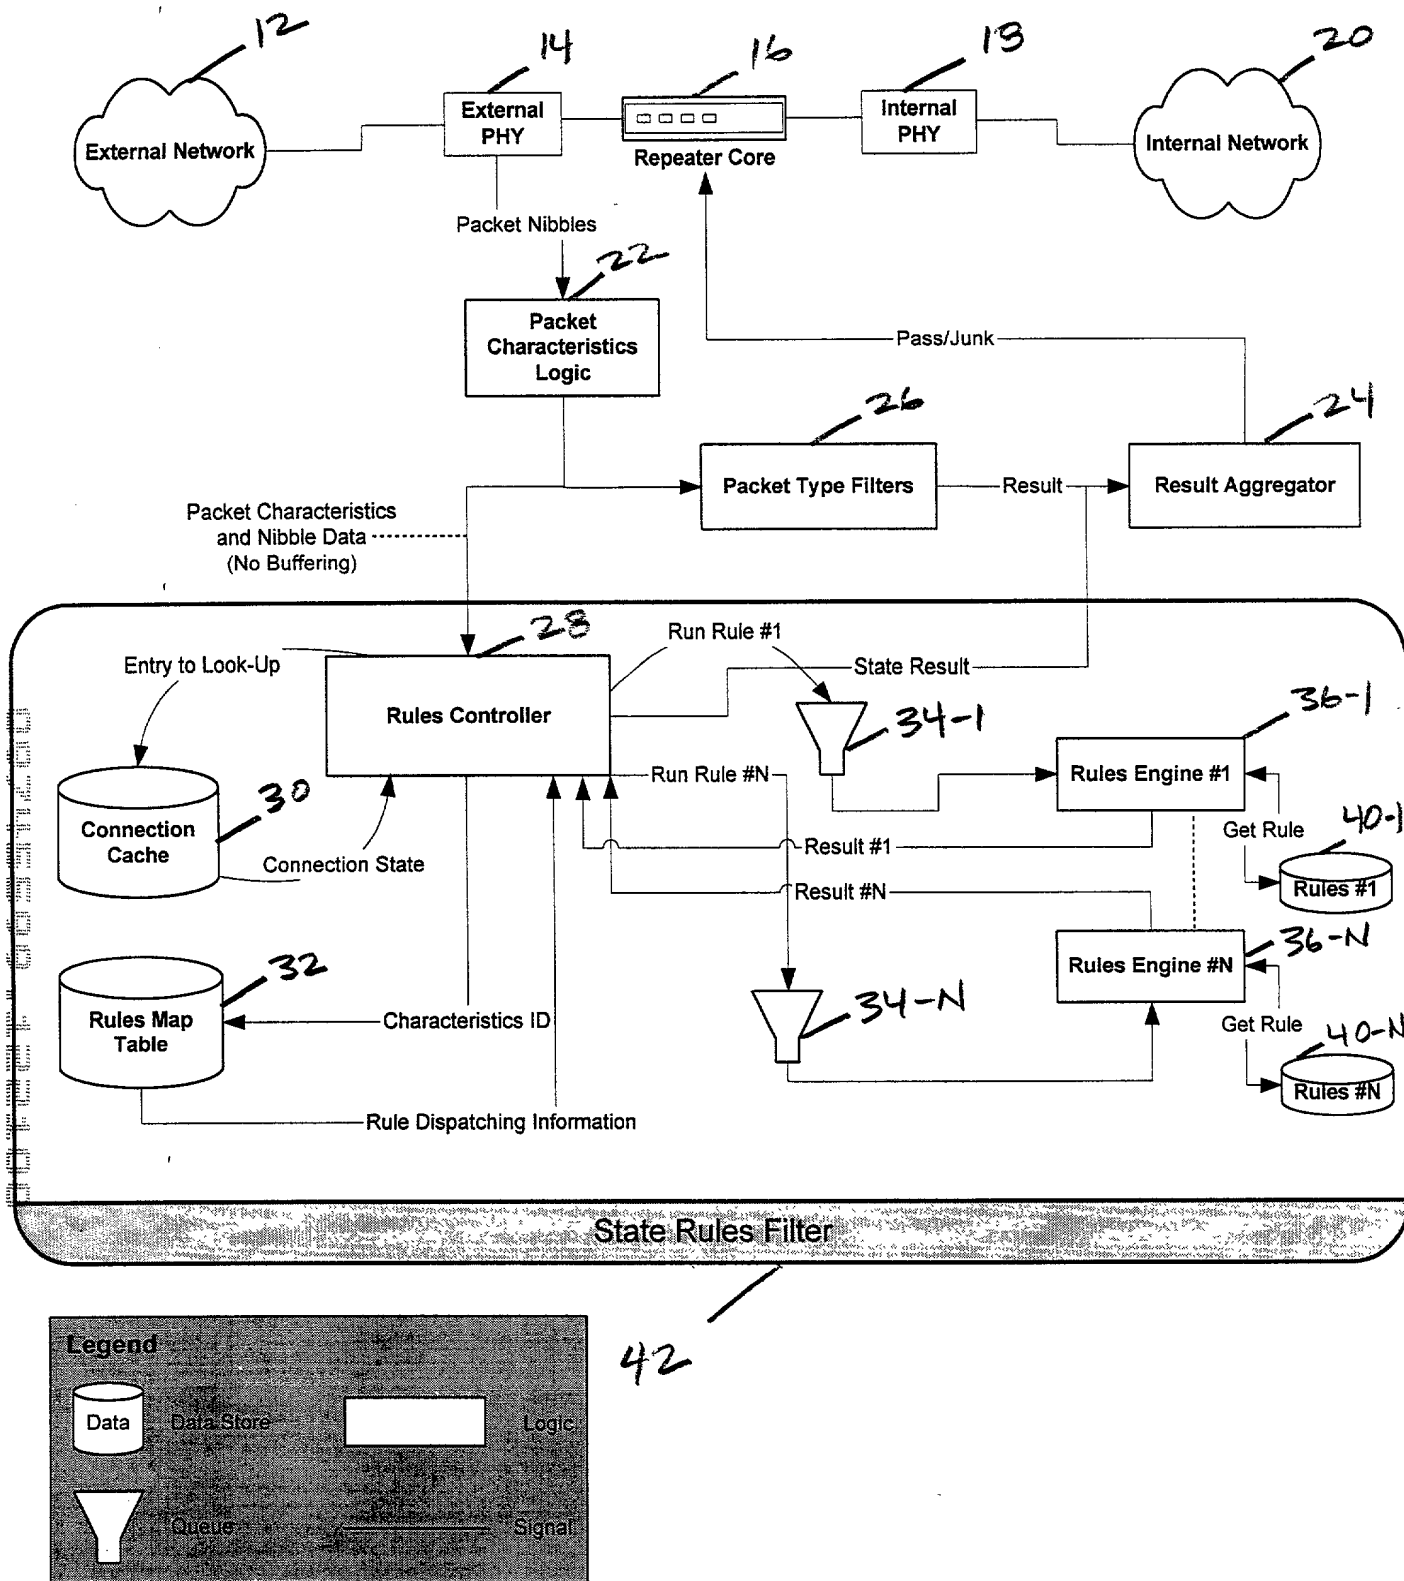 12
14
16
18
20
External Network
External
PHY
Repeater Core
Internal
PHY
Internal Network
Packet Nibbles
22
Packet
Characteristics
Logic
Pass/Junk
26
24
Packet Type Filters
Result
Result Aggregator
Packet Characteristics
and Nibble Data
(No Buffering)
28
Run Rule #1
Entry to Look-Up
State Result
Rules Controller
34-1
36-1
Run Rule #N
Rules Engine #1
30
Connection
Cache
Connection State
Get Rule
40-1
Result #1
Result #N
Rules #1
36-N
Rules Engine #N
32
Rules Map
Table
Characteristics ID
34-N
Get Rule
40-N
Rules #N
Rule Dispatching Information
State Rules Filter
42
Legend
Data
Data Store
Logic
Queue
Signal